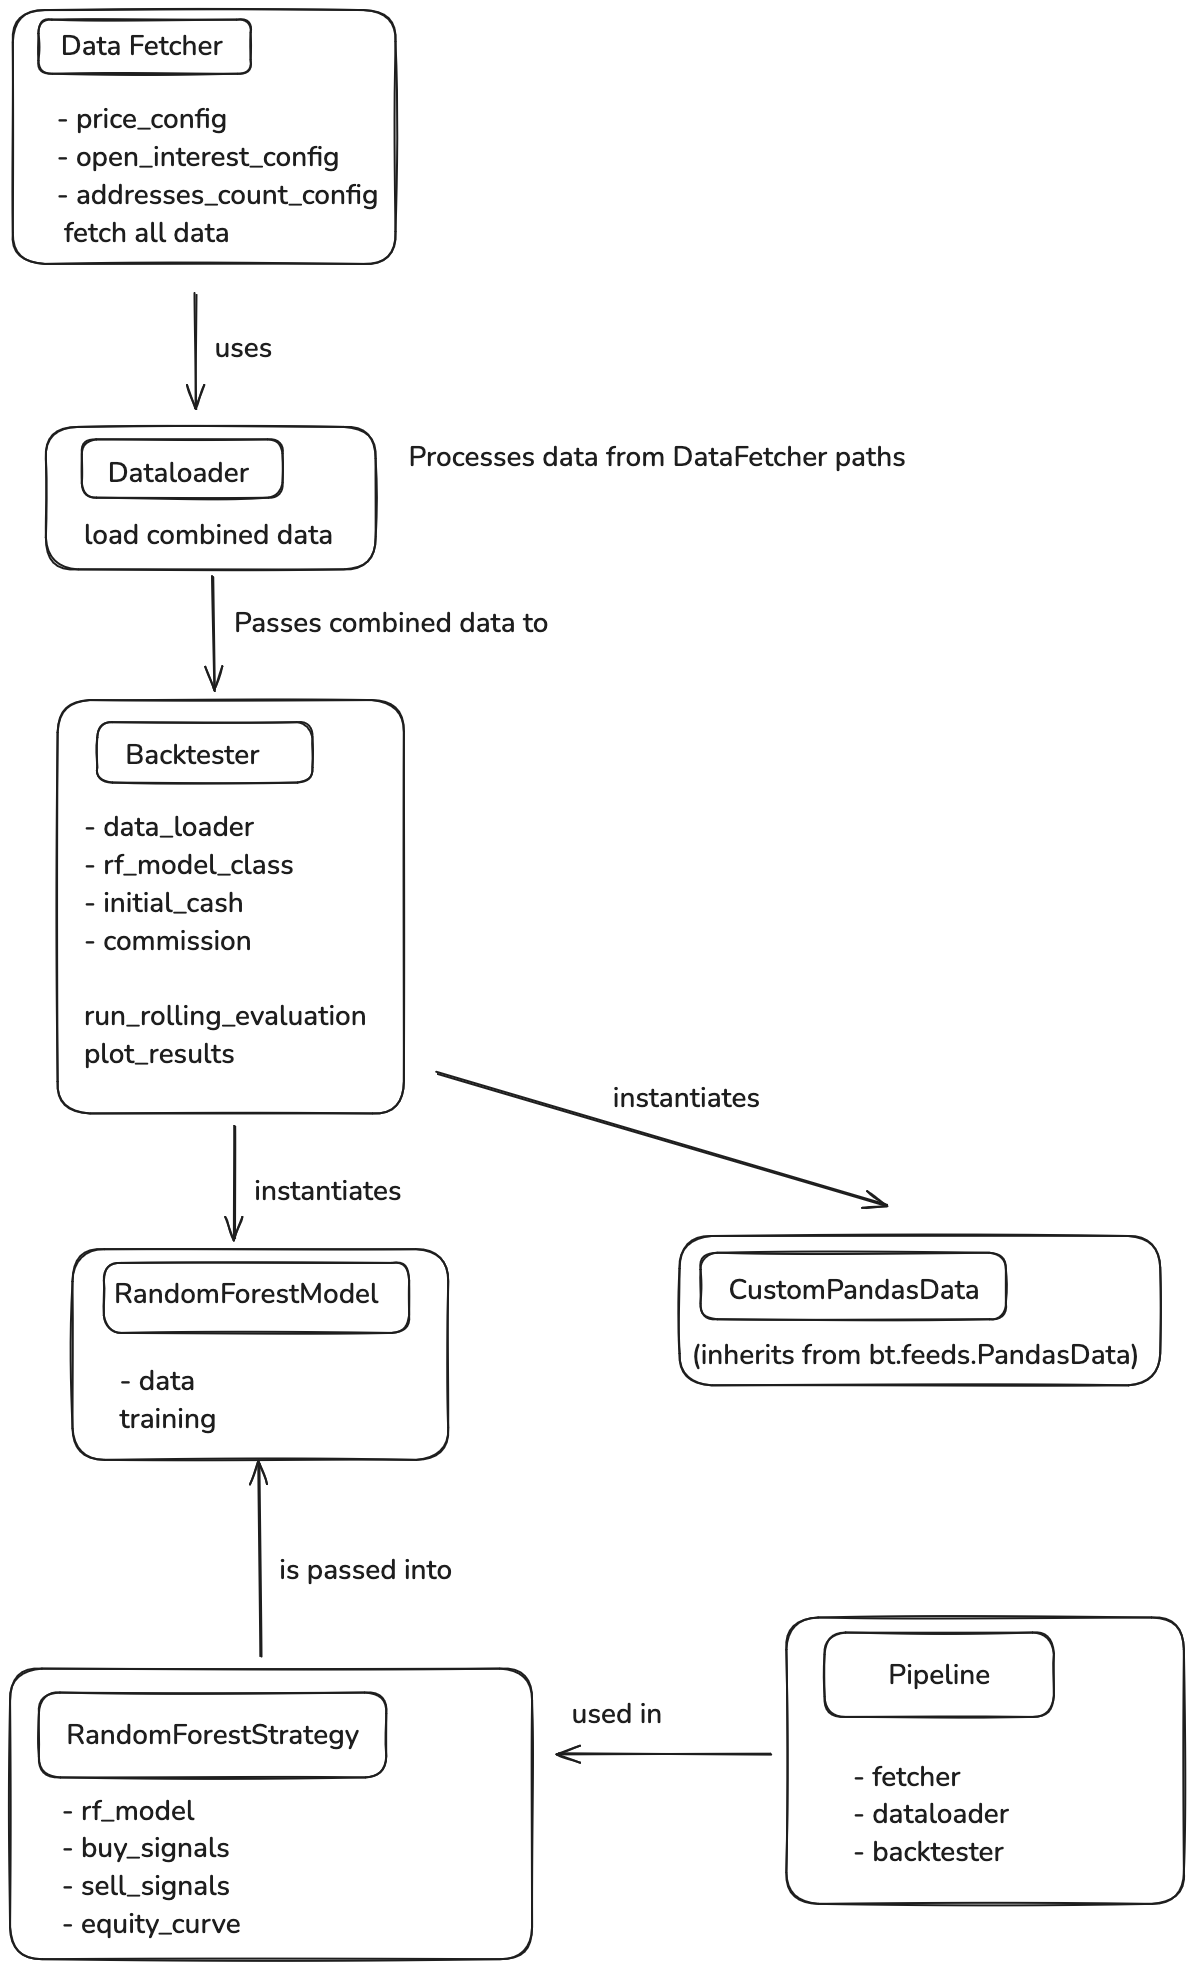 Data Fetcher
- price_config
- open_interest_config
- addresses_count_config
fetch all data
uses
Dataloader
load combined data
Processes data from DataFetcher paths
Passes combined data to
Backtester
- data_loader
- rf_model_class
- initial_cash
- commission
run_rolling_evaluation
plot_results
instantiates
instantiates
RandomForestModel
- data
training
CustomPandasData
(inherits from bt.feeds.PandasData)
is passed into
RandomForestStrategy
- rf_model
- buy_signals
- sell_signals
- equity_curve
used in
Pipeline
- fetcher
- dataloader
- backtester